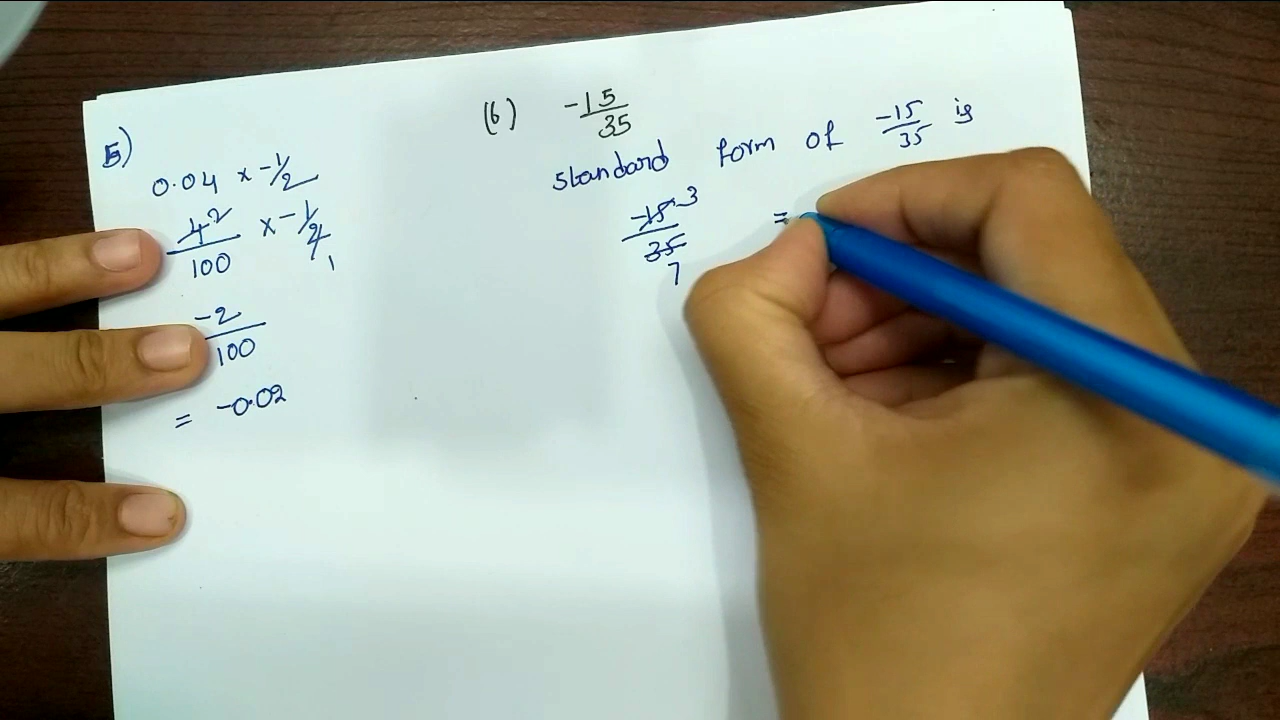 5)
0.04 x -1/2
4 2/100 x -1/2 1
-2/100
= -0.02
(6) -15/35
Standard form of -15/35 is
-15 -3/35 7 =